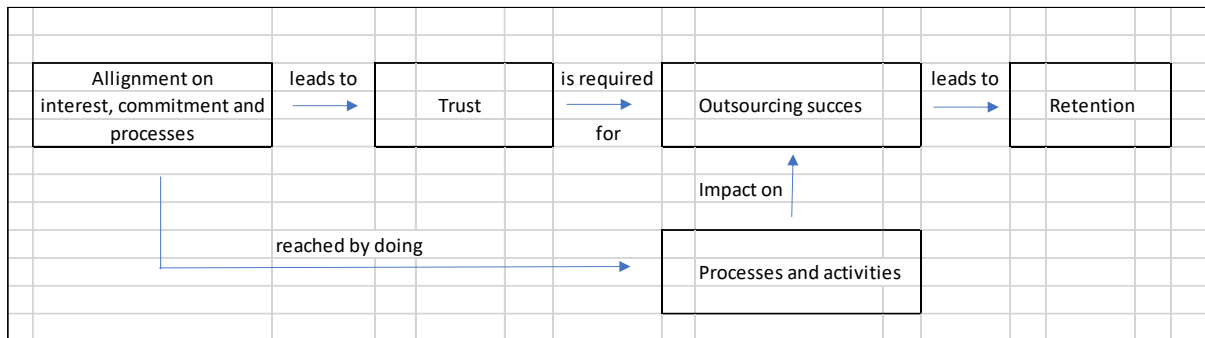 Allignment on
interest, commitment and
processes
leads to
Trust
is required
for
Outsourcing succes
leads to
Retention
Impact on
reached by doing
Processes and activities